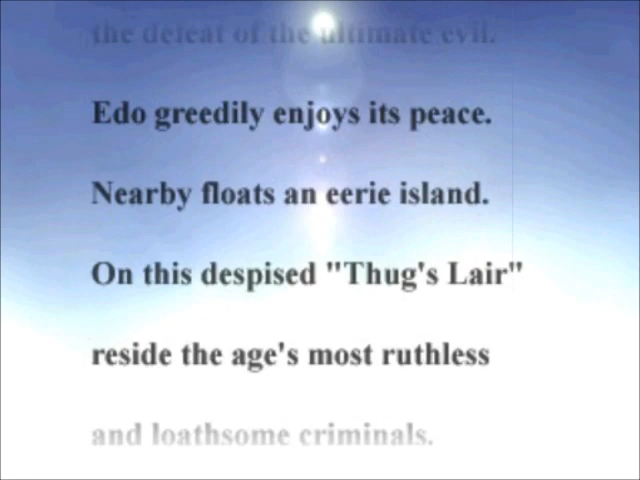 the defeat of the ultimate evil.
Edo greedily enjoys its peace.
Nearby floats an eerie island.
On this despised "Thug's Lair"
reside the age's most ruthless
and loathsome criminals.